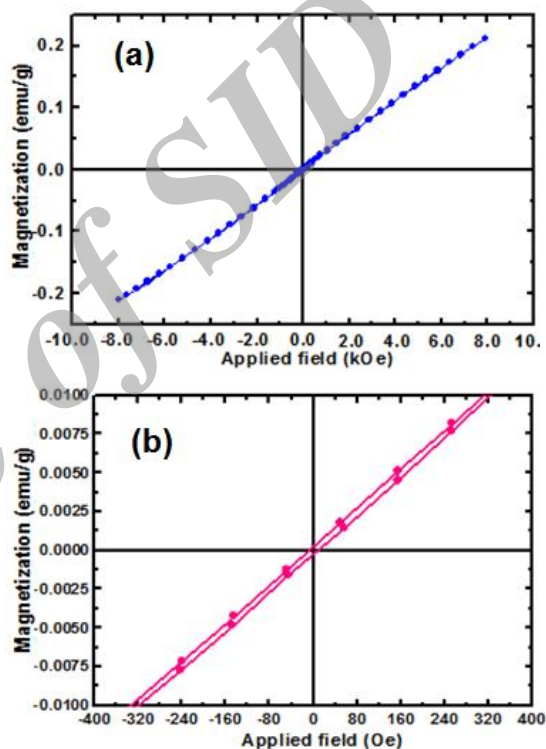 (a)
Magnetization (emu/g)
0.2
0.1
0.0
-0.1
-0.2
-10.0 -8.0 -6.0 -4.0 -2.0 0.0 2.0 4.0 6.0 8.0 10.
Applied field (kOe)
of SID
(b)
Magnetization (emu/g)
0.0100
0.0075
0.0050
0.0025
0.0000
-0.0025
-0.0050
-0.0075
-0.0100
-400 -320 -240 -160 -80 0 80 160 240 320 400
Applied field (Oe)